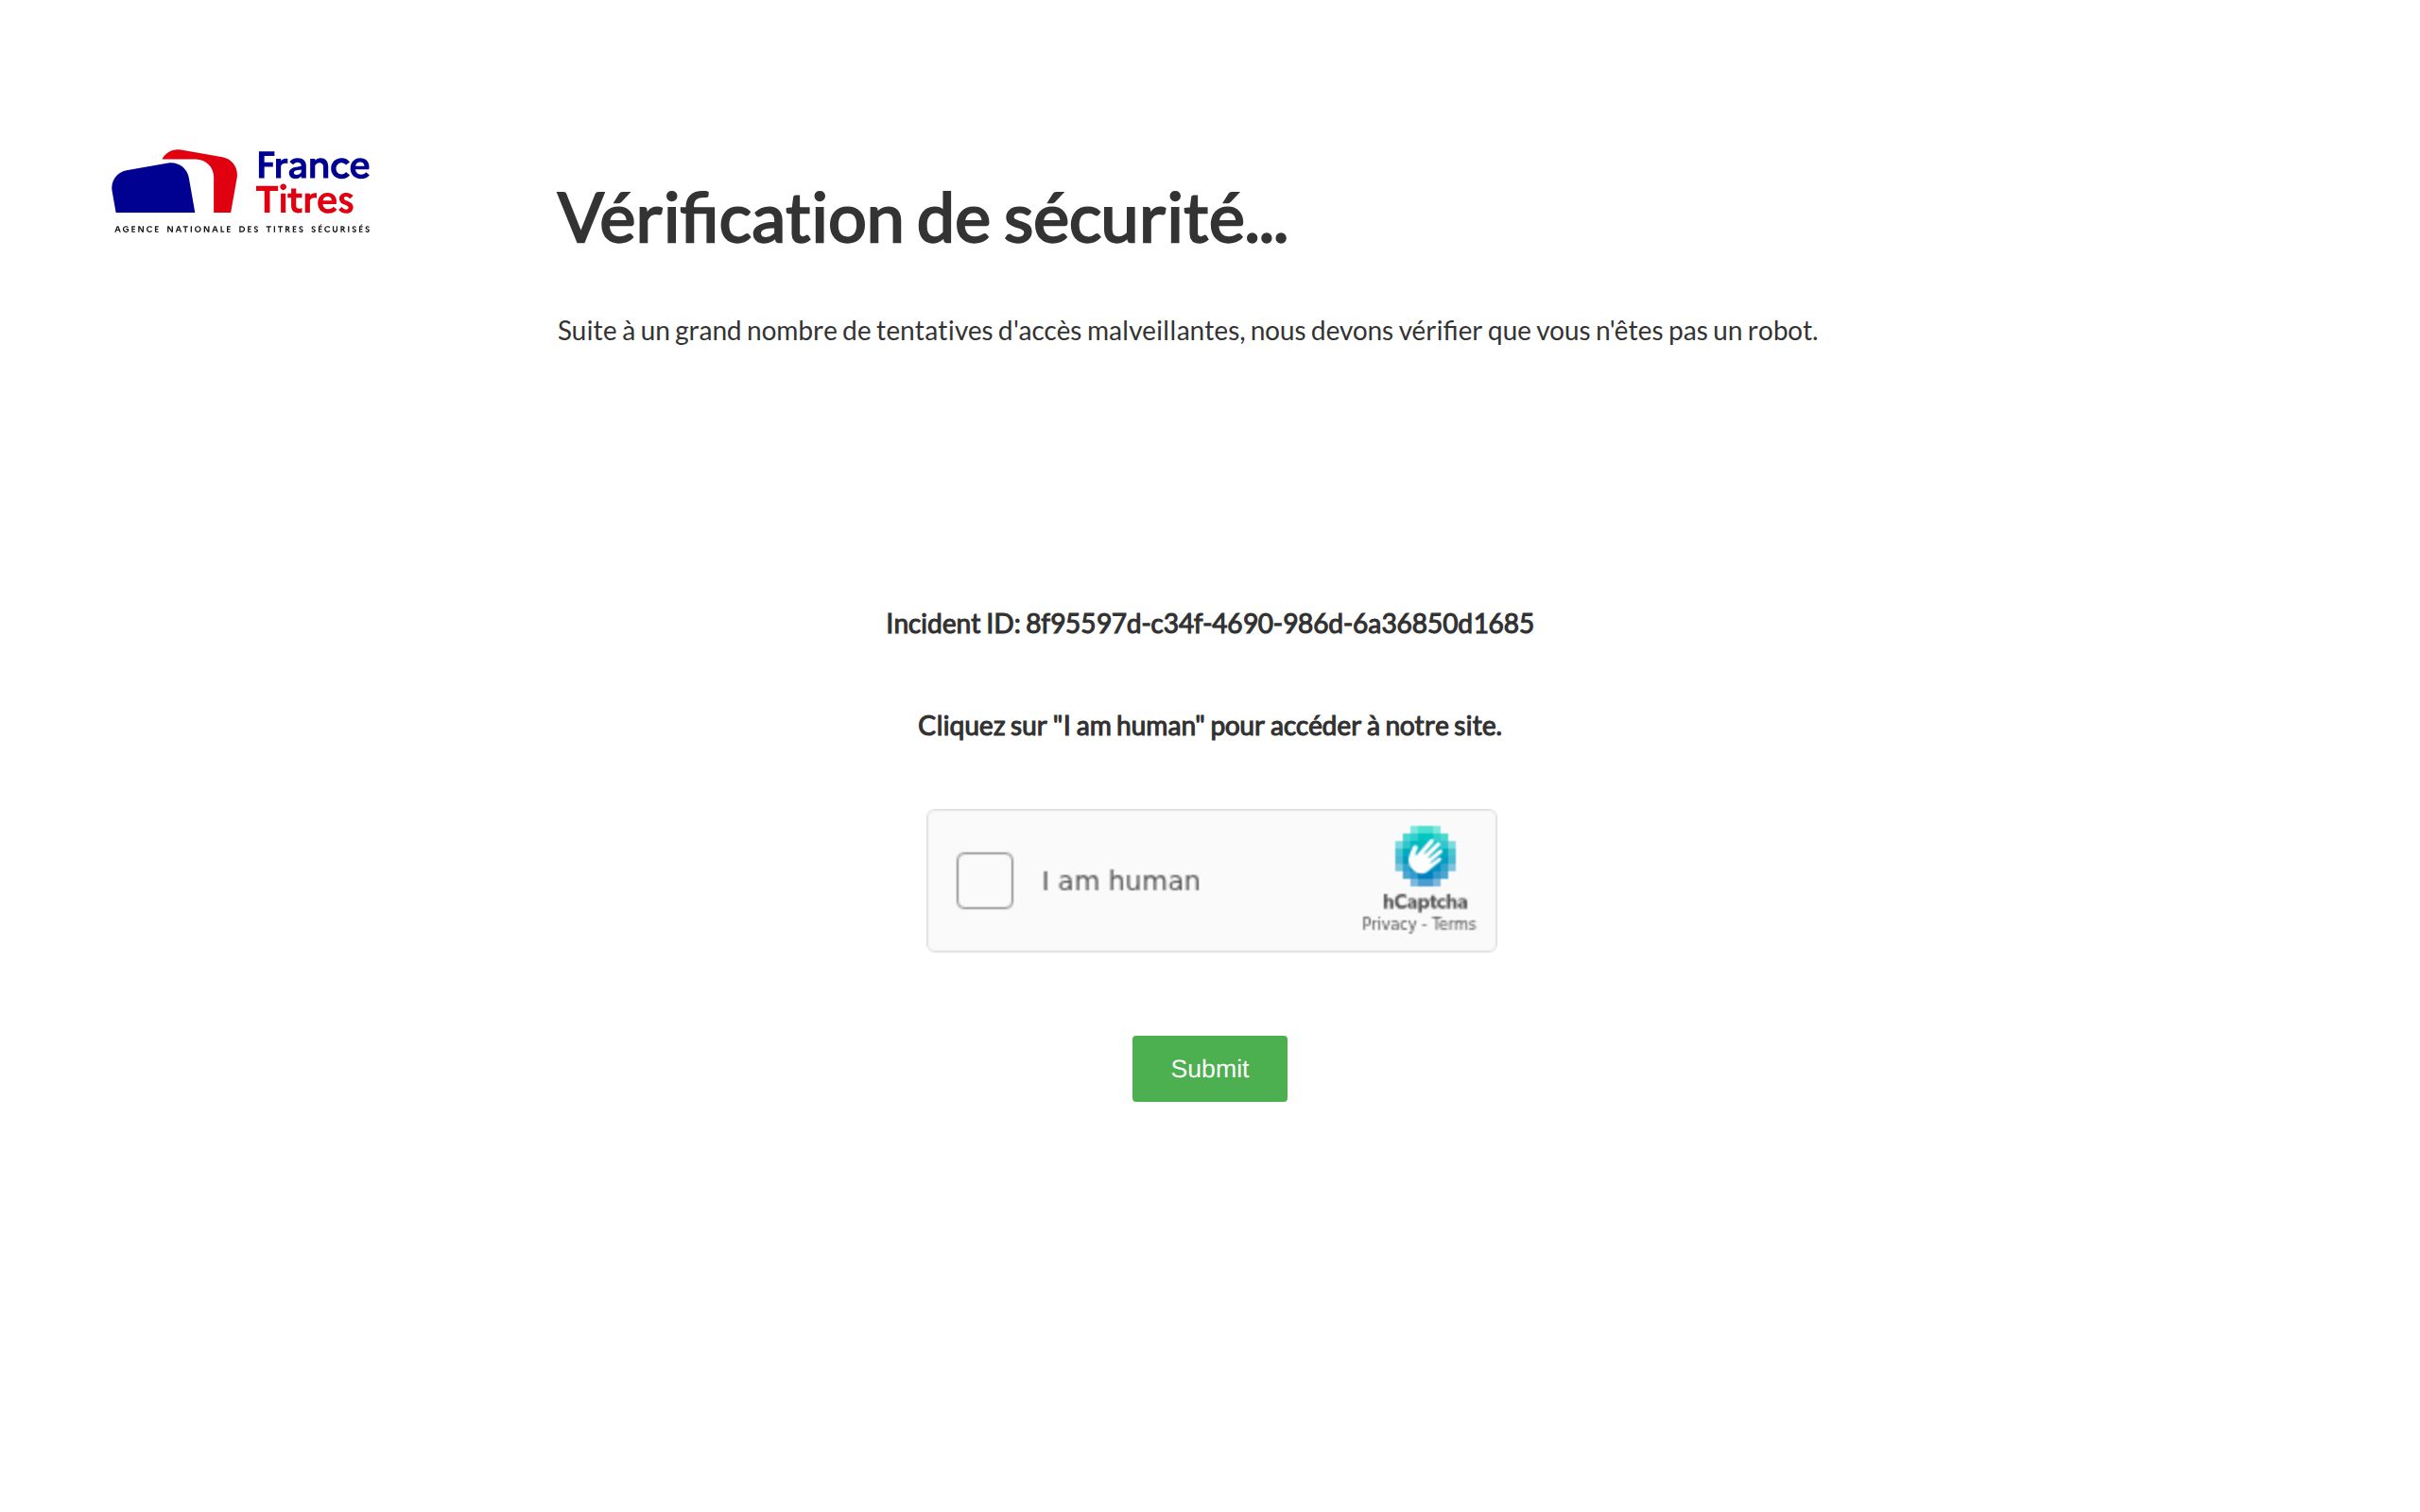 France
Titres
AGENCE NATIONALE DES TITRES SÉCURISÉS
Vérification de sécurité...
Suite à un grand nombre de tentatives d'accès malveillantes, nous devons vérifier que vous n'êtes pas un robot.
Incident ID: 8f95597d-c34f-4690-986d-6a36850d1685
Cliquez sur "I am human" pour accéder à notre site.
I am human
hCaptcha
Privacy - Terms
Submit